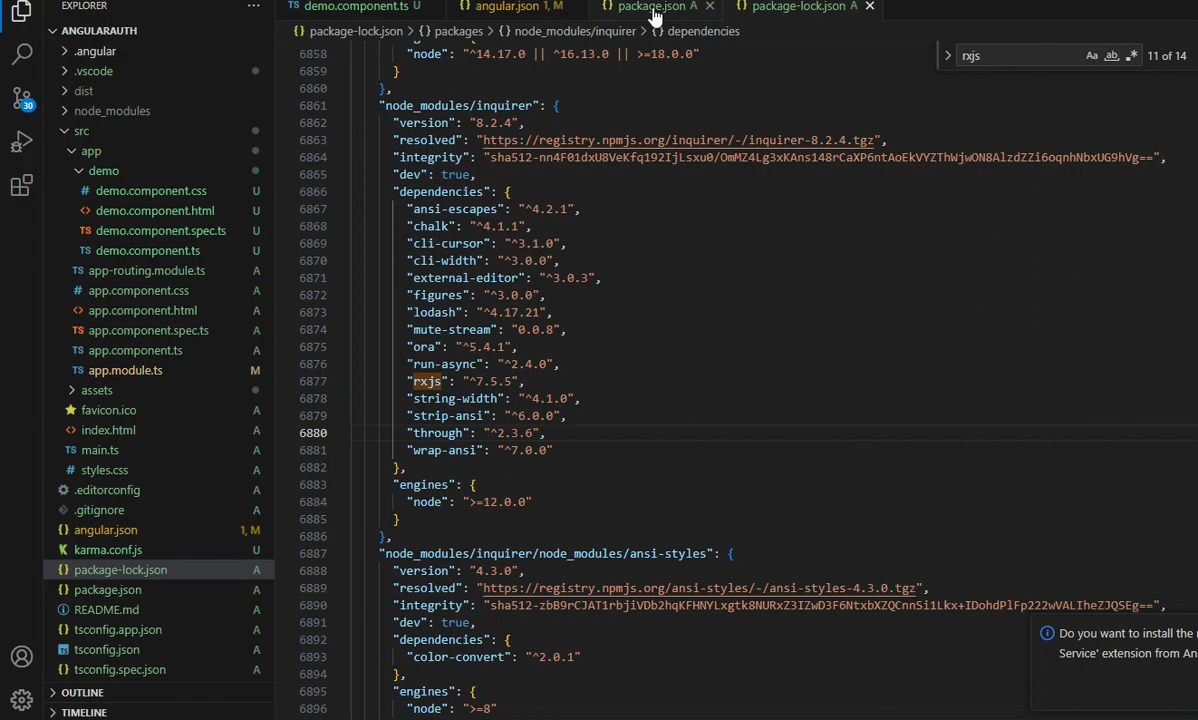 EXPLORER ···
demo.component.ts U
{} angular.json 1, M
{} package.json A
{} package-lock.json A
{} package-lock.json > {} packages > {} node_modules/inquirer > {} dependencies
rxjs
Aa ab .* 11 of 14
ANGULARAUTH
.angular
.vscode
dist
node_modules
src
app
demo
# demo.component.css U
<> demo.component.html U
TS demo.component.spec.ts U
TS demo.component.ts U
TS app-routing.module.ts A
# app.component.css A
<> app.component.html A
TS app.component.spec.ts A
TS app.component.ts A
TS app.module.ts M
assets
favicon.ico A
<> index.html A
TS main.ts A
# styles.css A
.editorconfig A
.gitignore A
{} angular.json 1, M
karma.conf.js U
{} package-lock.json A
{} package.json A
README.md A
{} tsconfig.app.json A
tsconfig.json A
{} tsconfig.spec.json A
OUTLINE
TIMELINE
30
6858 "node": "^14.17.0 || ^16.13.0 || >=18.0.0"
6859 }
6860 },
6861 "node_modules/inquirer": {
6862 "version": "8.2.4",
6863 "resolved": "https://registry.npmjs.org/inquirer/-/inquirer-8.2.4.tgz",
6864 "integrity": "sha512-nn4F01dxU8VeKfq192IjLsxu0/OmMZ4Lg3xKAns148rCaXP6ntAoEkVYZThWjwON8AlzdZZi6oqnhNbxUG9hVg==",
6865 "dev": true,
6866 "dependencies": {
6867 "ansi-escapes": "^4.2.1",
6868 "chalk": "^4.1.1",
6869 "cli-cursor": "^3.1.0",
6870 "cli-width": "^3.0.0",
6871 "external-editor": "^3.0.3",
6872 "figures": "^3.0.0",
6873 "lodash": "^4.17.21",
6874 "mute-stream": "0.0.8",
6875 "ora": "^5.4.1",
6876 "run-async": "^2.4.0",
6877 "rxjs": "^7.5.5",
6878 "string-width": "^4.1.0",
6879 "strip-ansi": "^6.0.0",
6880 "through": "^2.3.6",
6881 "wrap-ansi": "^7.0.0"
6882 },
6883 "engines": {
6884 "node": ">=12.0.0"
6885 }
6886 },
6887 "node_modules/inquirer/node_modules/ansi-styles": {
6888 "version": "4.3.0",
6889 "resolved": "https://registry.npmjs.org/ansi-styles/-/ansi-styles-4.3.0.tgz",
6890 "integrity": "sha512-zbB9rCJAT1rbjiVDb2hqKFHNYLxgtk8NURxZ3IZwD3F6NtxbXZQCnnSi1Lkx+IDohdPlFp222wVALIheZJQSEg==",
6891 "dev": true,
6892 "dependencies": {
6893 "color-convert": "^2.0.1"
6894 },
6895 "engines": {
6896 "node": ">=8"
Do you want to install the
Service' extension from An